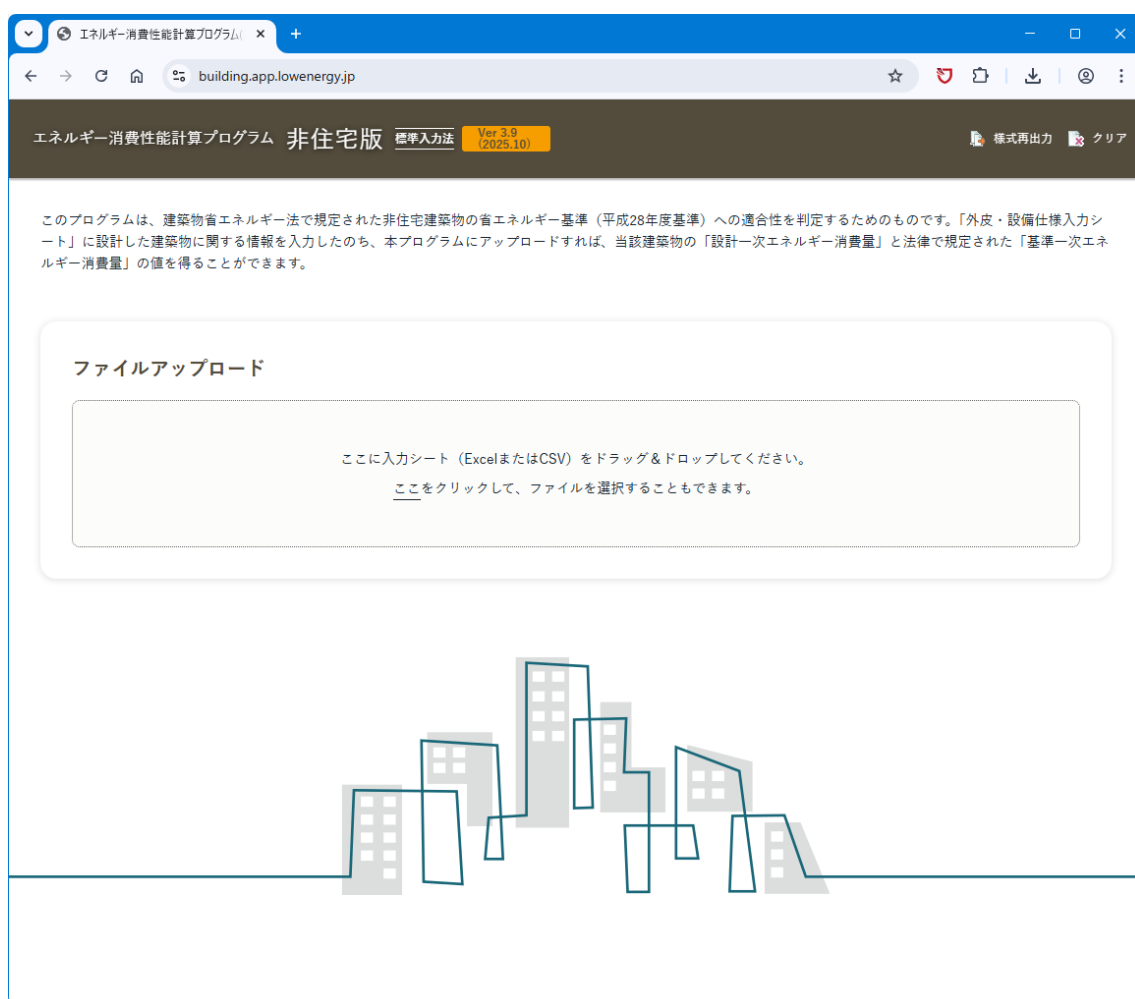 エネルギー消費性能計算プログラム(
building.app.lowenergy.jp
エネルギー消費性能計算プログラム 非住宅版 標準入力法 Ver 3.9 (2025.10) 様式再出力 クリア
このプログラムは、建築物省エネルギー法で規定された非住宅建築物の省エネルギー基準（平成28年度基準）への適合性を判定するためのものです。「外皮・設備仕様入力シ
ート」に設計した建築物に関する情報を入力したのち、本プログラムにアップロードすれば、当該建築物の「設計一次エネルギー消費量」と法律で規定された「基準一次エネ
ルギー消費量」の値を得ることができます。
ファイルアップロード
ここに入力シート（ExcelまたはCSV）をドラッグ＆ドロップしてください。
ここをクリックして、ファイルを選択することもできます。